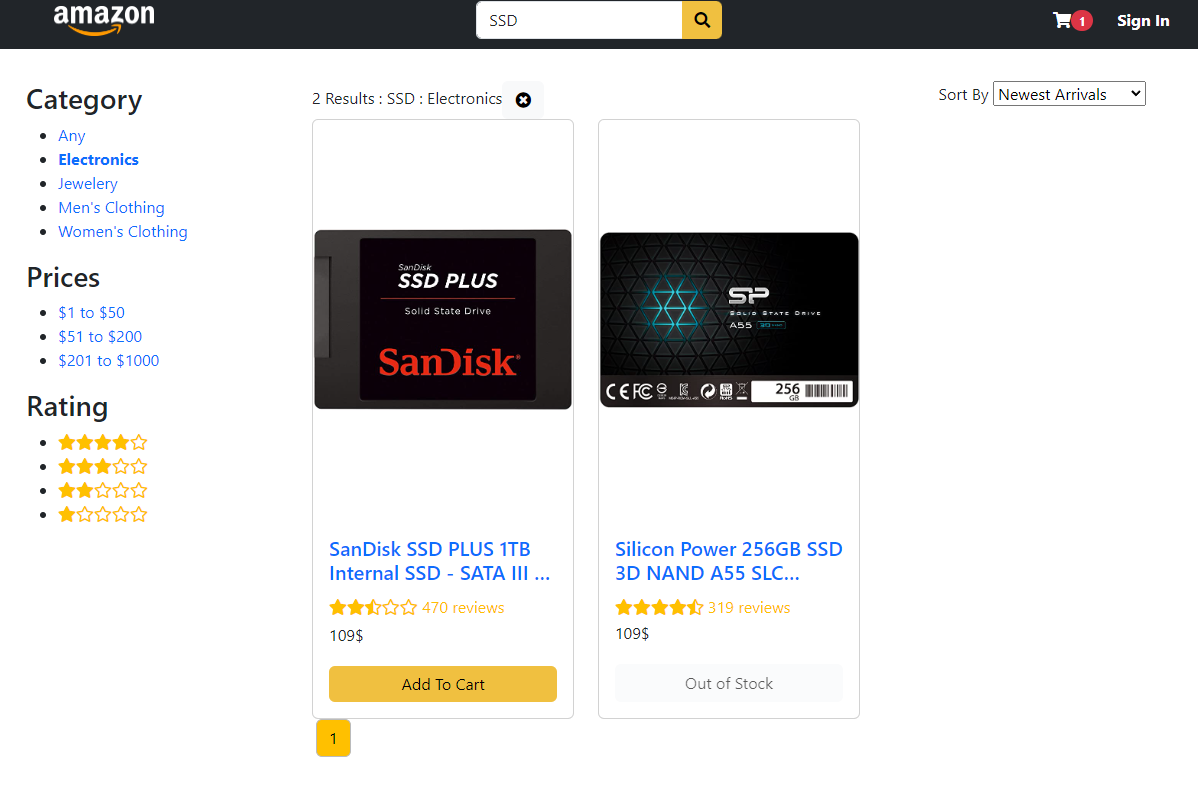 amazon
SSD
1
Sign In
Category
Any
Electronics
Jewelery
Men's Clothing
Women's Clothing
Prices
$1 to $50
$51 to $200
$201 to $1000
Rating
2 Results : SSD : Electronics
Sort By Newest Arrivals
SanDisk
SSD PLUS
Solid State Drive
SanDisk
SanDisk SSD PLUS 1TB
Internal SSD - SATA III ...
470 reviews
109$
Add To Cart
SP
SOLID STATE DRIVE
A55
CE FC
256
GB
Silicon Power 256GB SSD
3D NAND A55 SLC...
319 reviews
109$
Out of Stock
1